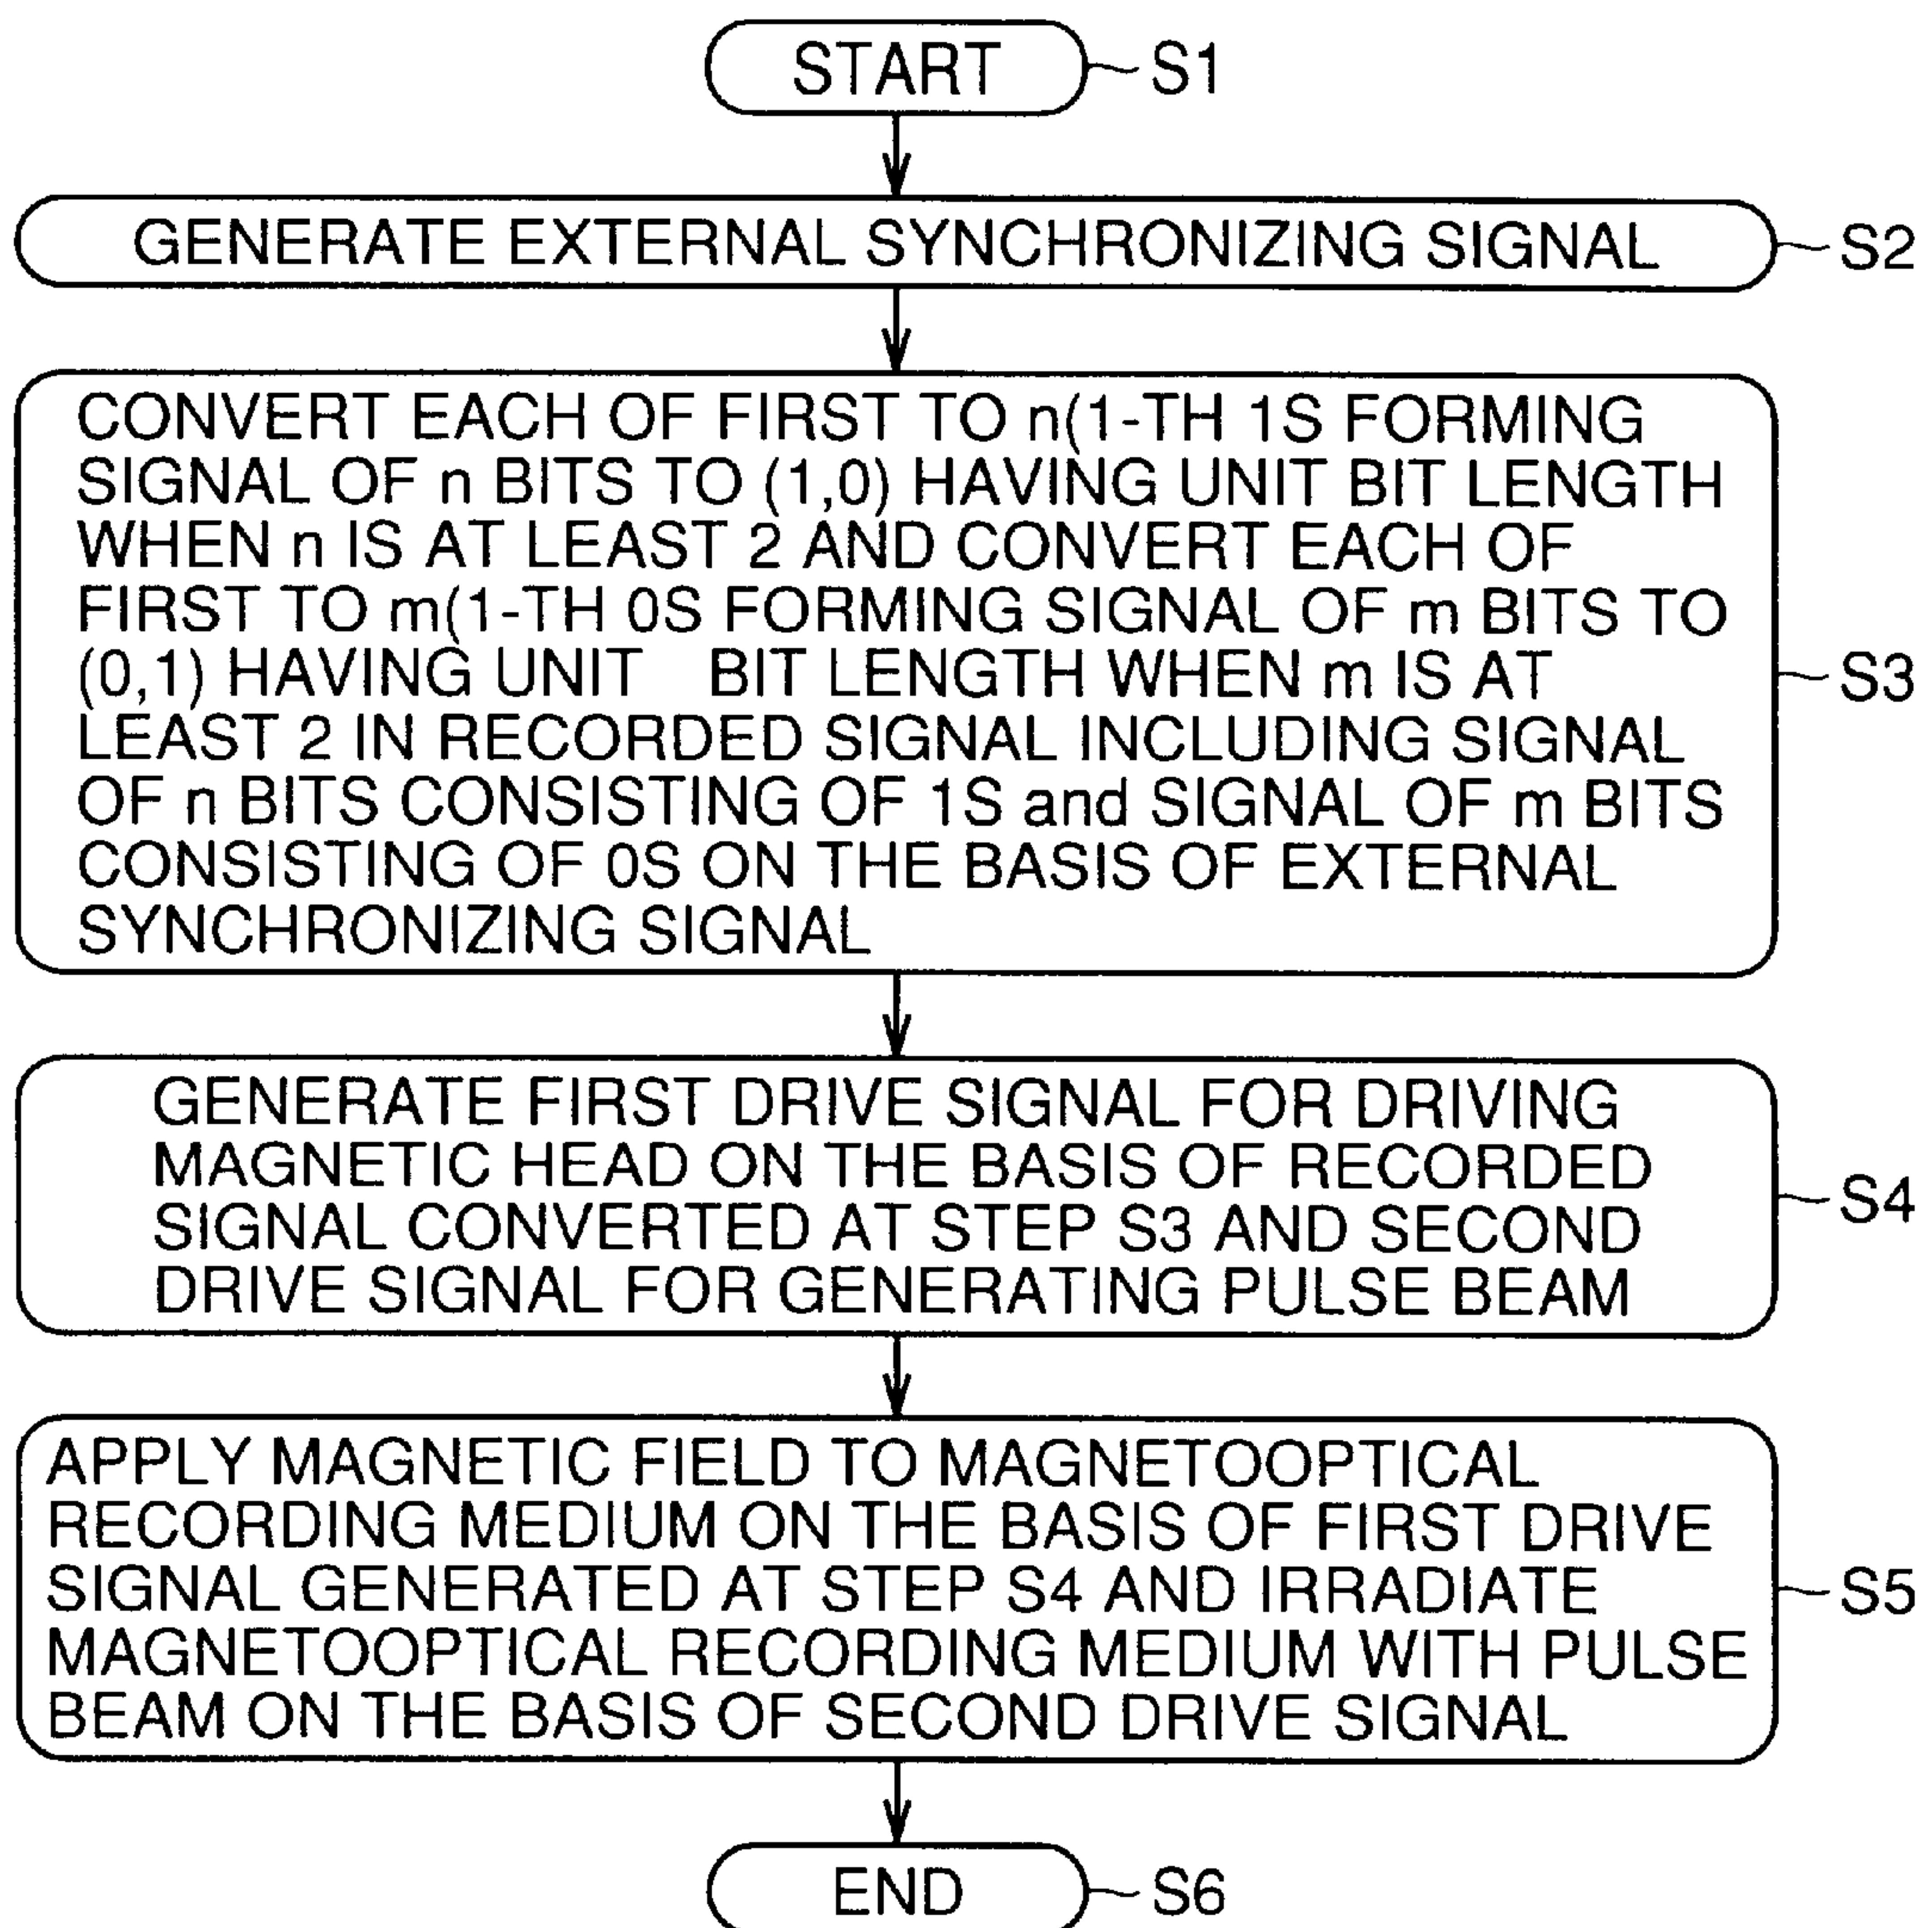 START S1
GENERATE EXTERNAL SYNCHRONIZING SIGNAL S2
CONVERT EACH OF FIRST TO n(1-TH 1S FORMING
SIGNAL OF n BITS TO (1,0) HAVING UNIT BIT LENGTH
WHEN n IS AT LEAST 2 AND CONVERT EACH OF
FIRST TO m(1-TH 0S FORMING SIGNAL OF m BITS TO
(0,1) HAVING UNIT BIT LENGTH WHEN m IS AT
LEAST 2 IN RECORDED SIGNAL INCLUDING SIGNAL
OF n BITS CONSISTING OF 1S and SIGNAL OF m BITS
CONSISTING OF 0S ON THE BASIS OF EXTERNAL
SYNCHRONIZING SIGNAL
S3
GENERATE FIRST DRIVE SIGNAL FOR DRIVING
MAGNETIC HEAD ON THE BASIS OF RECORDED
SIGNAL CONVERTED AT STEP S3 AND SECOND
DRIVE SIGNAL FOR GENERATING PULSE BEAM
S4
APPLY MAGNETIC FIELD TO MAGNETOOPTICAL
RECORDING MEDIUM ON THE BASIS OF FIRST DRIVE
SIGNAL GENERATED AT STEP S4 AND IRRADIATE
MAGNETOOPTICAL RECORDING MEDIUM WITH PULSE
BEAM ON THE BASIS OF SECOND DRIVE SIGNAL
S5
END S6